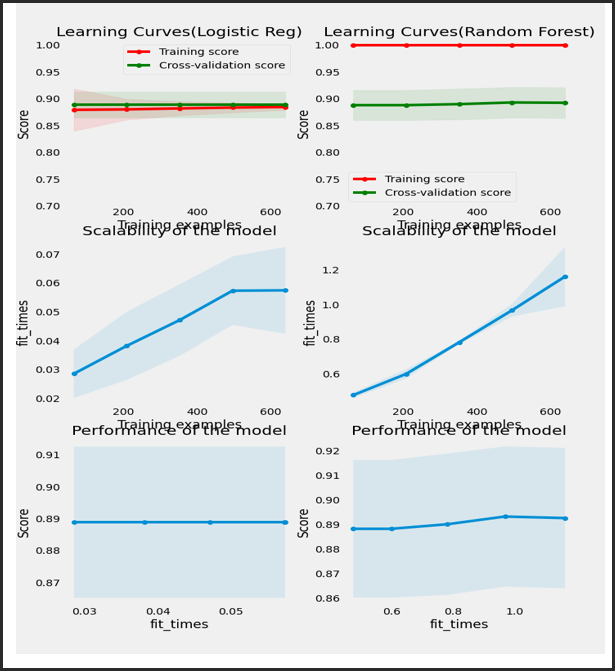 Learning Curves(Logistic Reg)
1.00
0.95
0.90
0.85
0.80
0.75
0.70
Score
Training score
Cross-validation score
200
400
600
Training examples
Learning Curves(Random Forest)
1.00
0.95
0.90
0.85
0.80
0.75
0.70
Score
Training score
Cross-validation score
200
400
600
Training examples
Scalability of the model
0.07
0.06
0.05
0.04
0.03
0.02
fit_times
200
400
600
Training examples
Scalability of the model
1.2
1.0
0.8
0.6
fit_times
200
400
600
Training examples
Performance of the model
0.91
0.90
0.89
0.88
0.87
Score
0.03
0.04
0.05
fit_times
Performance of the model
0.92
0.91
0.90
0.89
0.88
0.87
0.86
Score
0.6
0.8
1.0
fit_times